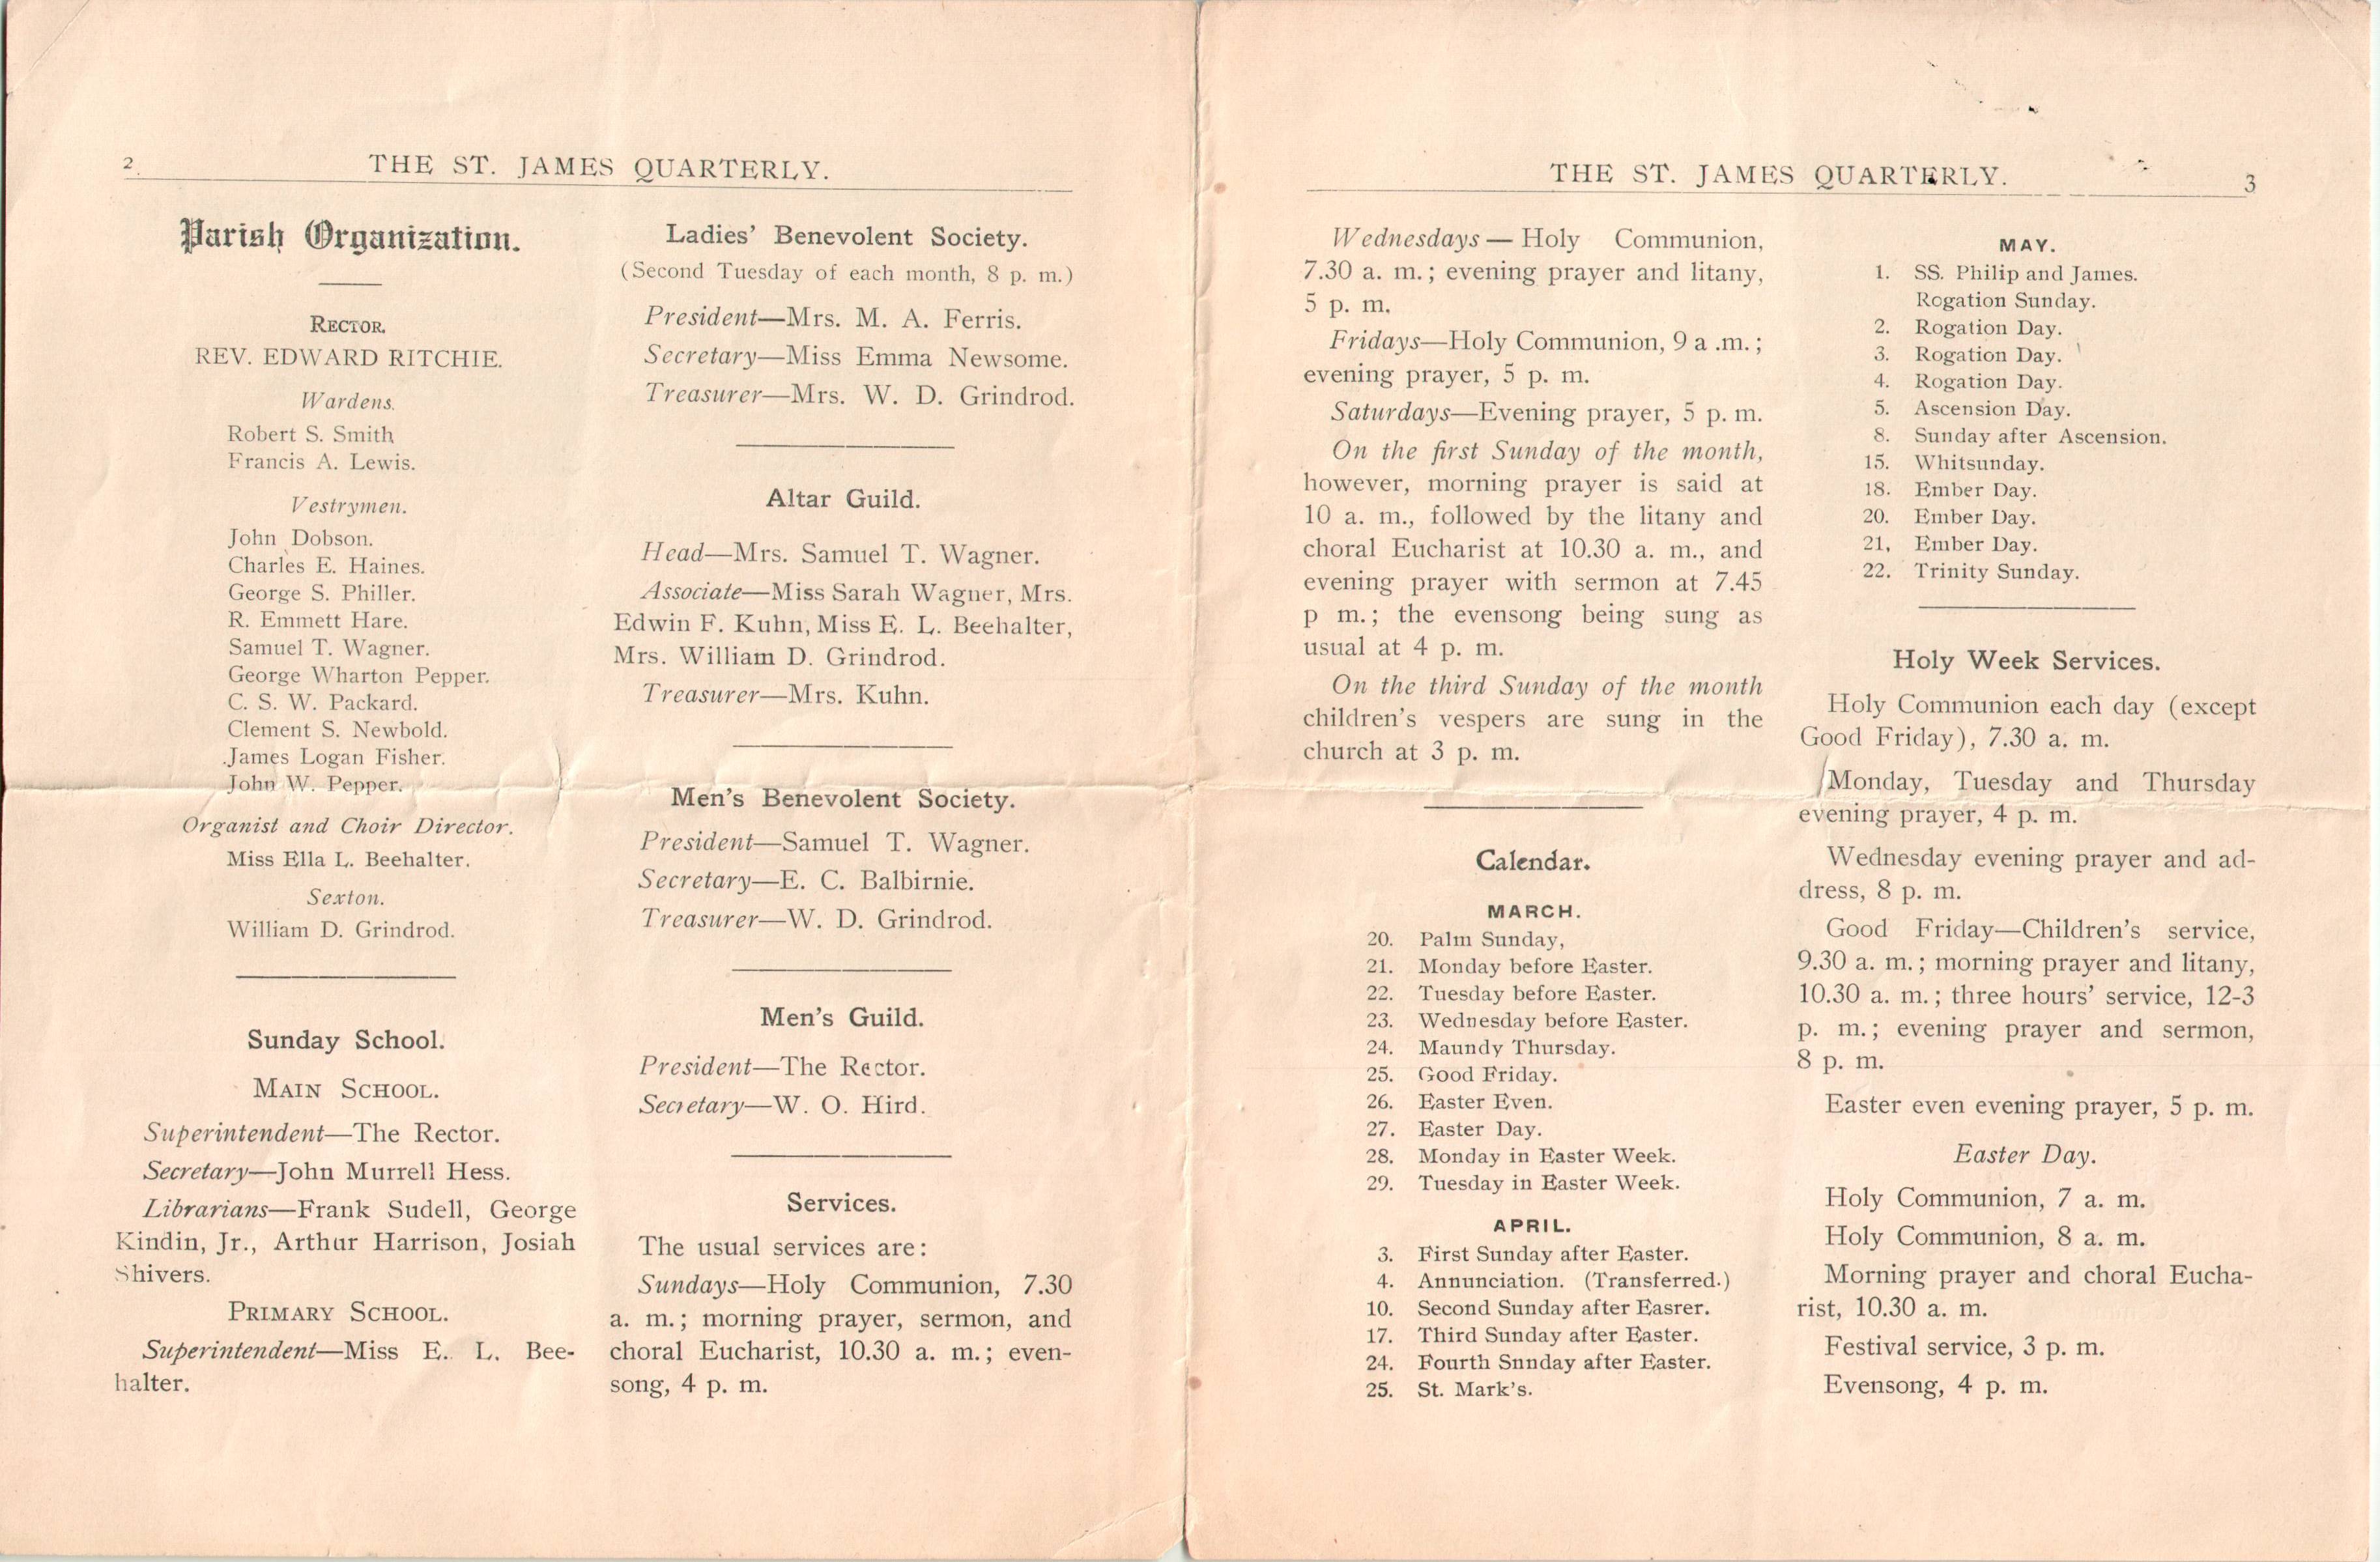 2.
THE ST. JAMES QUARTERLY.
Parish Organization.
RECTOR.
REV. EDWARD RITCHIE.
Wardens.
Robert S. Smith
Francis A. Lewis.
Vestrymen.
John Dobson.
Charles E. Haines.
George S. Philler.
R. Emmett Hare.
Samuel T. Wagner.
George Wharton Pepper.
C. S. W. Packard.
Clement S. Newbold.
James Logan Fisher.
John W. Pepper.
Organist and Choir Director.
Miss Ella L. Beehalter.
Sexton.
William D. Grindrod.
Sunday School.
MAIN SCHOOL.
Superintendent—The Rector.
Secretary—John Murrell Hess.
Librarians—Frank Sudell, George
Kindin, Jr., Arthur Harrison, Josiah
Shivers.
PRIMARY SCHOOL.
Superintendent—Miss E. L. Bee-
halter.
Ladies' Benevolent Society.
(Second Tuesday of each month, 8 p. m.)
President—Mrs. M. A. Ferris.
Secretary—Miss Emma Newsome.
Treasurer—Mrs. W. D. Grindrod.
Altar Guild.
Head—Mrs. Samuel T. Wagner.
Associate—Miss Sarah Wagner, Mrs.
Edwin F. Kuhn, Miss E. L. Beehalter,
Mrs. William D. Grindrod.
Treasurer—Mrs. Kuhn.
Men's Benevolent Society.
President—Samuel T. Wagner.
Secretary—E. C. Balbirnie.
Treasurer—W. D. Grindrod.
Men's Guild.
President—The Rector.
Secretary—W. O. Hird.
Services.
The usual services are:
Sundays—Holy Communion, 7.30
a. m.; morning prayer, sermon, and
choral Eucharist, 10.30 a. m.; even-
song, 4 p. m.
THE ST. JAMES QUARTERLY.
3
Wednesdays — Holy Communion,
7.30 a. m.; evening prayer and litany,
5 p. m.
Fridays—Holy Communion, 9 a .m.;
evening prayer, 5 p. m.
Saturdays—Evening prayer, 5 p. m.
On the first Sunday of the month,
however, morning prayer is said at
10 a. m., followed by the litany and
choral Eucharist at 10.30 a. m., and
evening prayer with sermon at 7.45
p m.; the evensong being sung as
usual at 4 p. m.
On the third Sunday of the month
children's vespers are sung in the
church at 3 p. m.
Calendar.
MARCH.
20. Palm Sunday,
21. Monday before Easter.
22. Tuesday before Easter.
23. Wednesday before Easter.
24. Maundy Thursday.
25. Good Friday.
26. Easter Even.
27. Easter Day.
28. Monday in Easter Week.
29. Tuesday in Easter Week.
APRIL.
3. First Sunday after Easter.
4. Annunciation. (Transferred.)
10. Second Sunday after Easrer.
17. Third Sunday after Easter.
24. Fourth Snnday after Easter.
25. St. Mark's.
MAY.
1. SS. Philip and James.
Rogation Sunday.
2. Rogation Day.
3. Rogation Day.
4. Rogation Day.
5. Ascension Day.
8. Sunday after Ascension.
15. Whitsunday.
18. Ember Day.
20. Ember Day.
21, Ember Day.
22. Trinity Sunday.
Holy Week Services.
Holy Communion each day (except
Good Friday), 7.30 a. m.
Monday, Tuesday and Thursday
evening prayer, 4 p. m.
Wednesday evening prayer and ad-
dress, 8 p. m.
Good Friday—Children's service,
9.30 a. m.; morning prayer and litany,
10.30 a. m.; three hours' service, 12-3
p. m.; evening prayer and sermon,
8 p. m.
Easter even evening prayer, 5 p. m.
Easter Day.
Holy Communion, 7 a. m.
Holy Communion, 8 a. m.
Morning prayer and choral Eucha-
rist, 10.30 a. m.
Festival service, 3 p. m.
Evensong, 4 p. m.